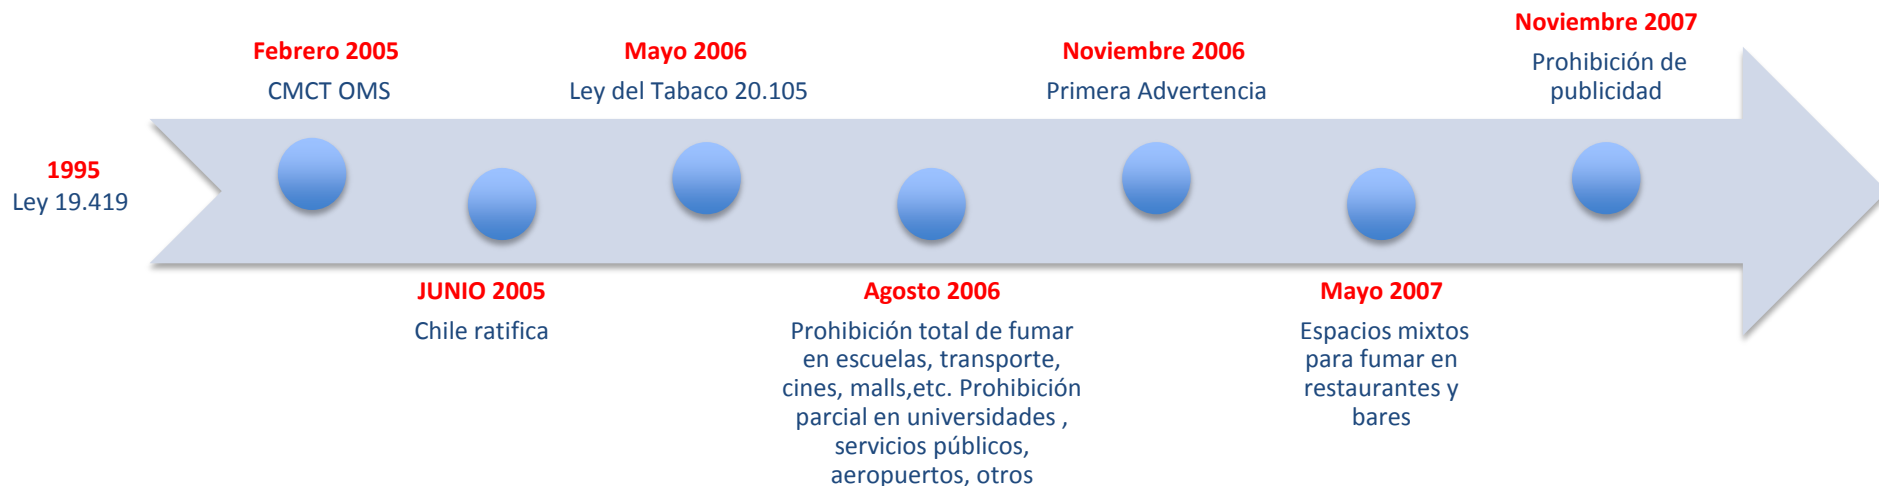 1995
Ley 19.419
Febrero 2005
CMCT OMS
JUNIO 2005
Chile ratifica
Mayo 2006
Ley del Tabaco 20.105
Agosto 2006
Prohibición total de fumar
en escuelas, transporte,
cines, malls,etc. Prohibición
parcial en universidades ,
servicios públicos,
aeropuertos, otros
Noviembre 2006
Primera Advertencia
Mayo 2007
Espacios mixtos
para fumar en
restaurantes y
bares
Noviembre 2007
Prohibición de
publicidad